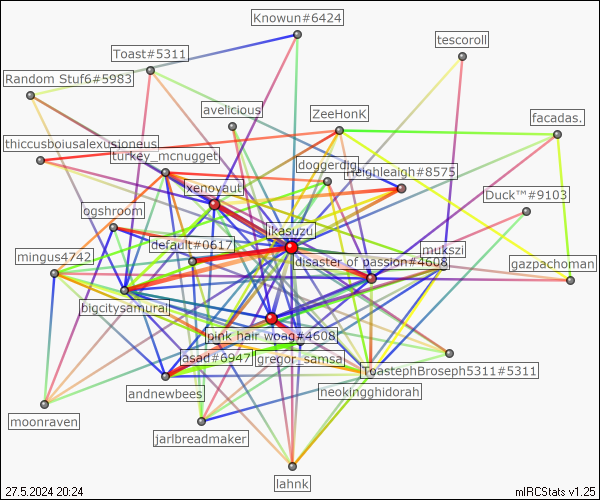 Knowun#6424
tescoroll
Toast#5311
Random Stuf6#5983
avelicious
ZeeHonK
facadas.
thiccusboiusalexusioneus
turkey_mcnugget
doggerdig
heighleaigh#8575
xenoyaut
Duck™#9103
ogshroom
ikasuzu
default#0617
mukszi
mingus4742
disaster of passion#4608
gazpachoman
bigcitysamurai
pink hair woag#4608
asad#6947
gregor_samsa
ToastephBroseph5311#5311
andnewbees
neokingghidorah
moonraven
jarlbreadmaker
lahnk
27.5.2024 20:24
mIRCStats v1.25